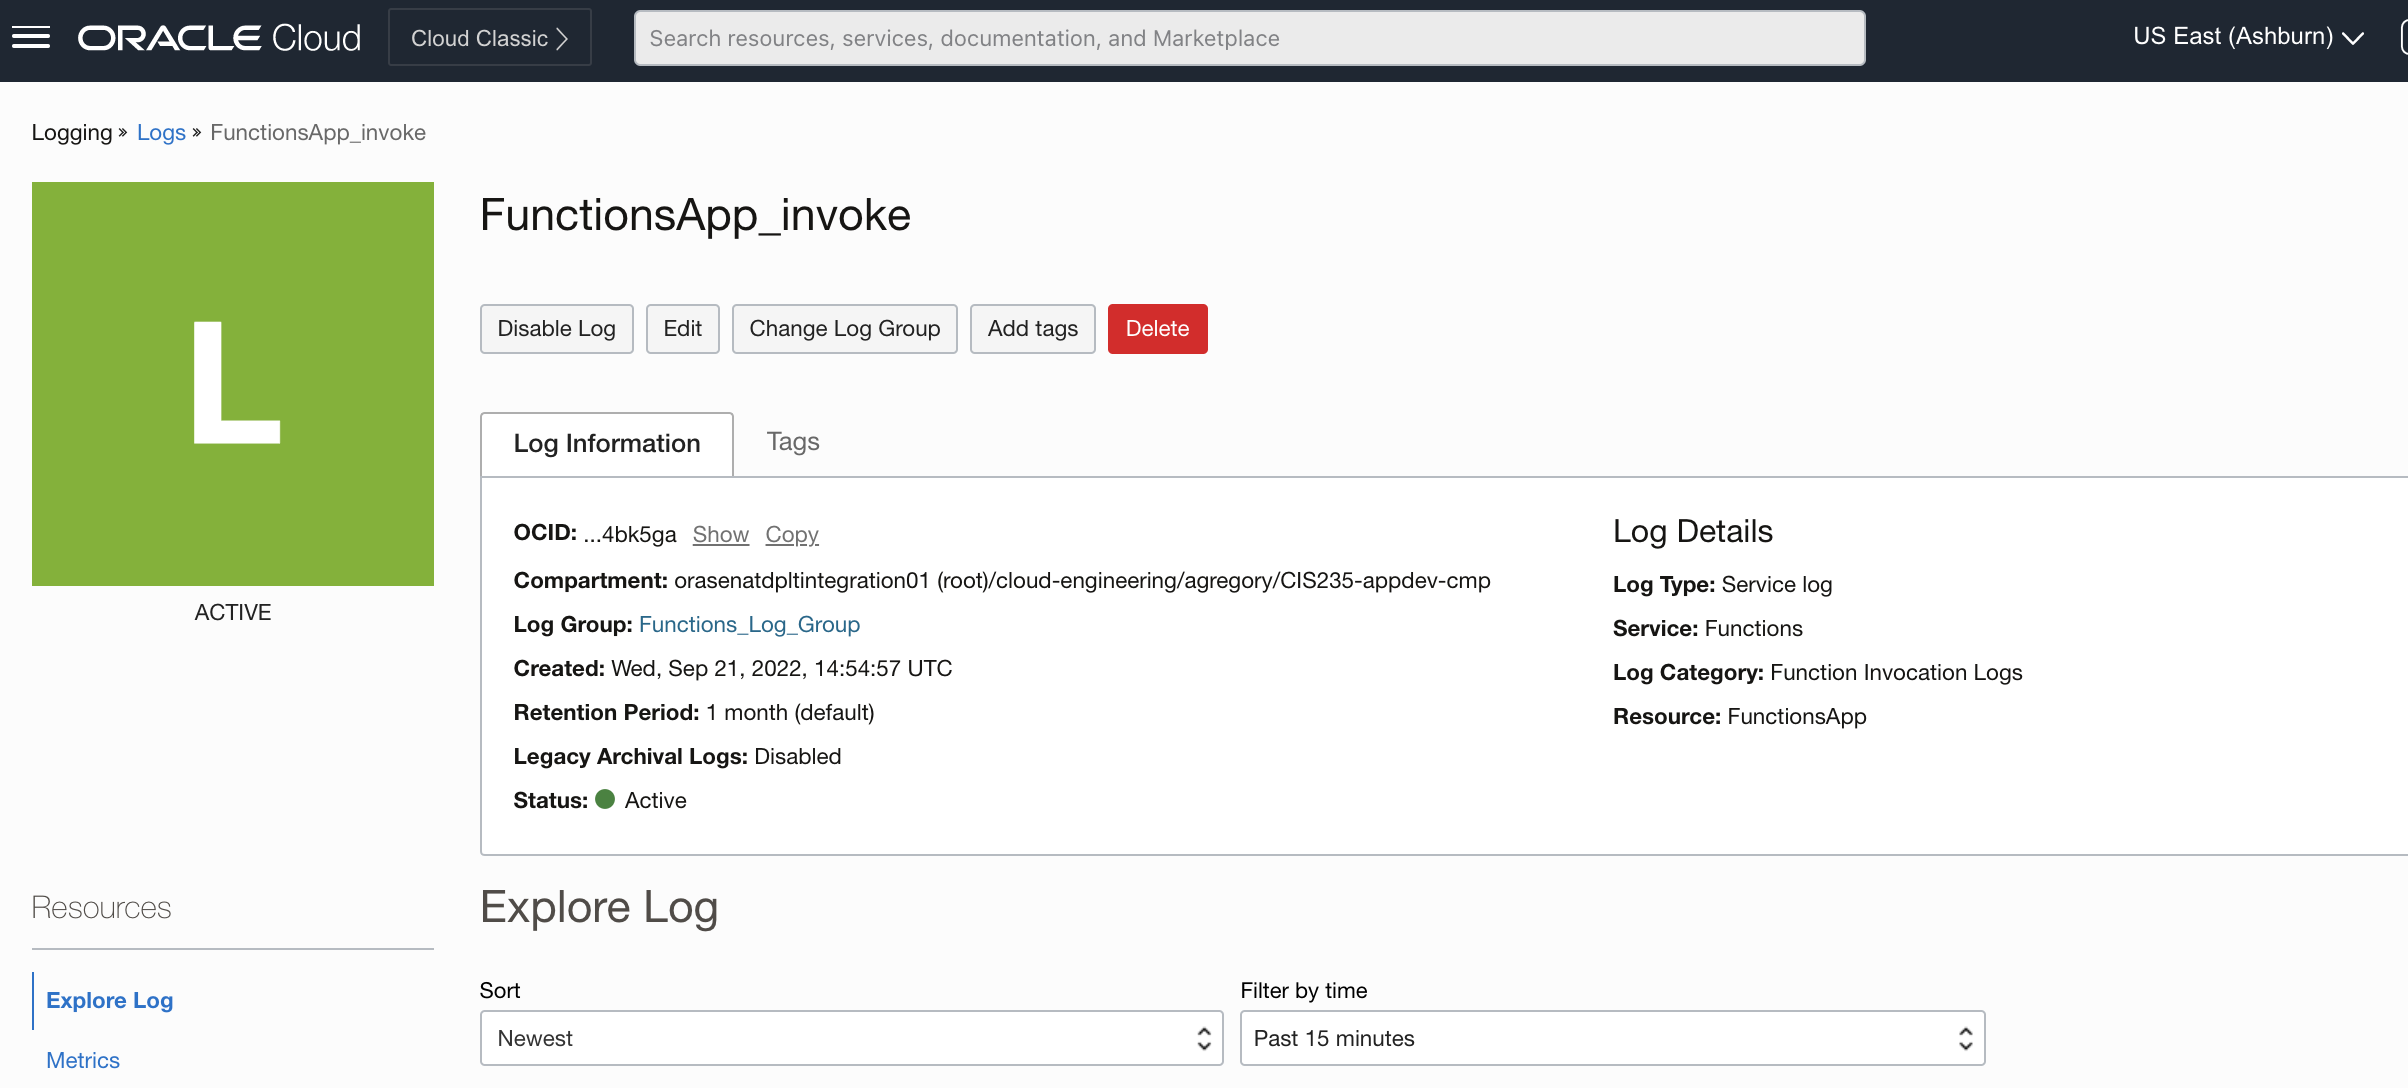 ORACLE Cloud
Cloud Classic
Search resources, services, documentation, and Marketplace
US East (Ashburn)
Logging » Logs » FunctionsApp_invoke
L
ACTIVE
FunctionsApp_invoke
Disable Log
Edit
Change Log Group
Add tags
Delete
Log Information
Tags
OCID: ...4bk5ga Show Copy
Compartment: orasenatdpltintegration01 (root)/cloud-engineering/agregory/CIS235-appdev-cmp
Log Group: Functions_Log_Group
Created: Wed, Sep 21, 2022, 14:54:57 UTC
Retention Period: 1 month (default)
Legacy Archival Logs: Disabled
Status: Active
Log Details
Log Type: Service log
Service: Functions
Log Category: Function Invocation Logs
Resource: FunctionsApp
Resources
Explore Log
Metrics
Explore Log
Sort
Newest
Filter by time
Past 15 minutes